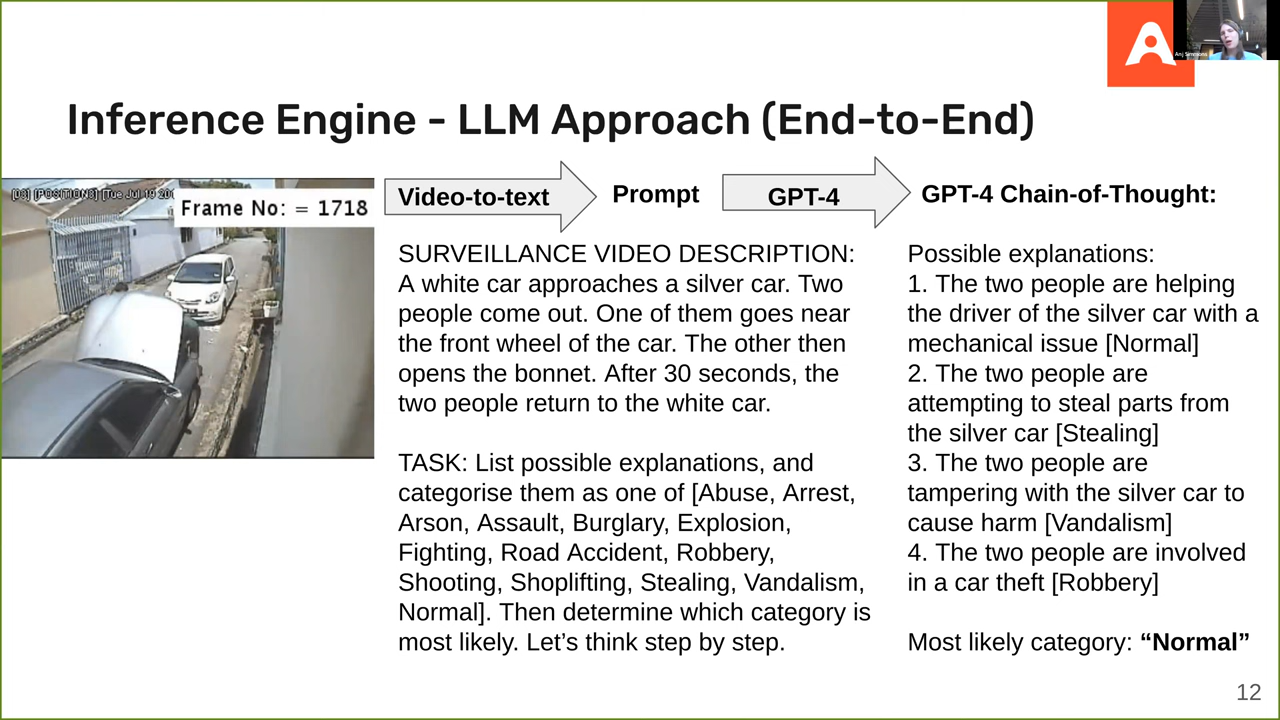 Anj Simmons
Inference Engine - LLM Approach (End-to-End)
[03] [POSITION3] [Tue Jul 19 201
Frame No: = 1718
Video-to-text
Prompt
GPT-4
GPT-4 Chain-of-Thought:
SURVEILLANCE VIDEO DESCRIPTION:
A white car approaches a silver car. Two
people come out. One of them goes near
the front wheel of the car. The other then
opens the bonnet. After 30 seconds, the
two people return to the white car.
TASK: List possible explanations, and
categorise them as one of [Abuse, Arrest,
Arson, Assault, Burglary, Explosion,
Fighting, Road Accident, Robbery,
Shooting, Shoplifting, Stealing, Vandalism,
Normal]. Then determine which category is
most likely. Let’s think step by step.
Possible explanations:
1. The two people are helping
the driver of the silver car with a
mechanical issue [Normal]
2. The two people are
attempting to steal parts from
the silver car [Stealing]
3. The two people are
tampering with the silver car to
cause harm [Vandalism]
4. The two people are involved
in a car theft [Robbery]
Most likely category: “Normal”
12